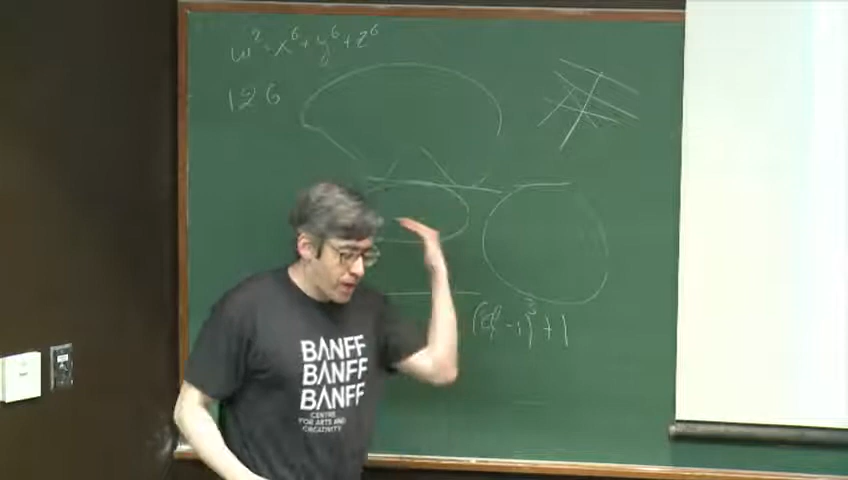 w² = x⁶ + y⁶ + z⁶
126
-1)³ + 1
BANFF
BANFF
BANFF
CENTRE
FOR ARTS AND
CREATIVITY